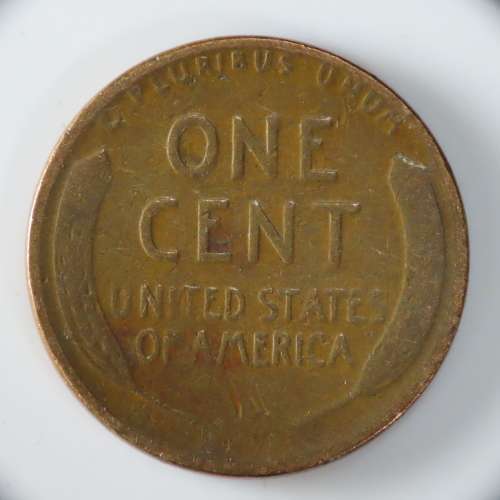 E PLURIBUS UNUM
ONE
CENT
UNITED STATES
OF AMERICA